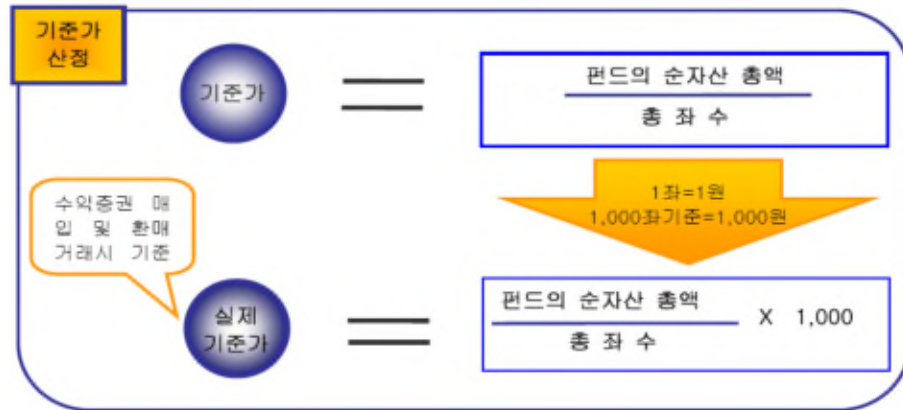 기준가
산정
기준가
펀드의 순자산 총액
총 좌 수
1좌=1원
1,000좌기준=1,000원
수익증권 매
입 및 환매
거래시 기준
실제
기준가
펀드의 순자산 총액
총 좌 수
X 1,000